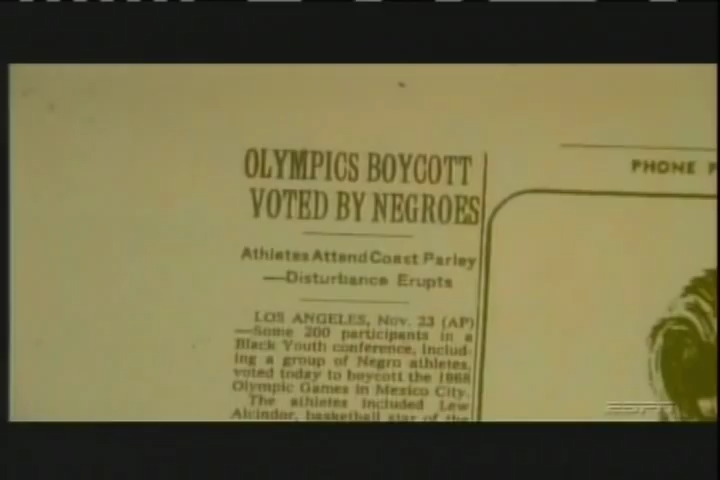 OLYMPICS BOYCOTT
VOTED BY NEGROES
Athletes Attend Coast Parley
—Disturbance Erupts
LOS ANGELES, Nov. 23 (AP)
—Some 200 participants in a
Black Youth conference, includ-
ing a group of Negro athletes,
voted today to boycott the 1968
Olympic Games in Mexico City.
The athletes included Lew
Alcindor, basketball star of the
PHONE
ESPN